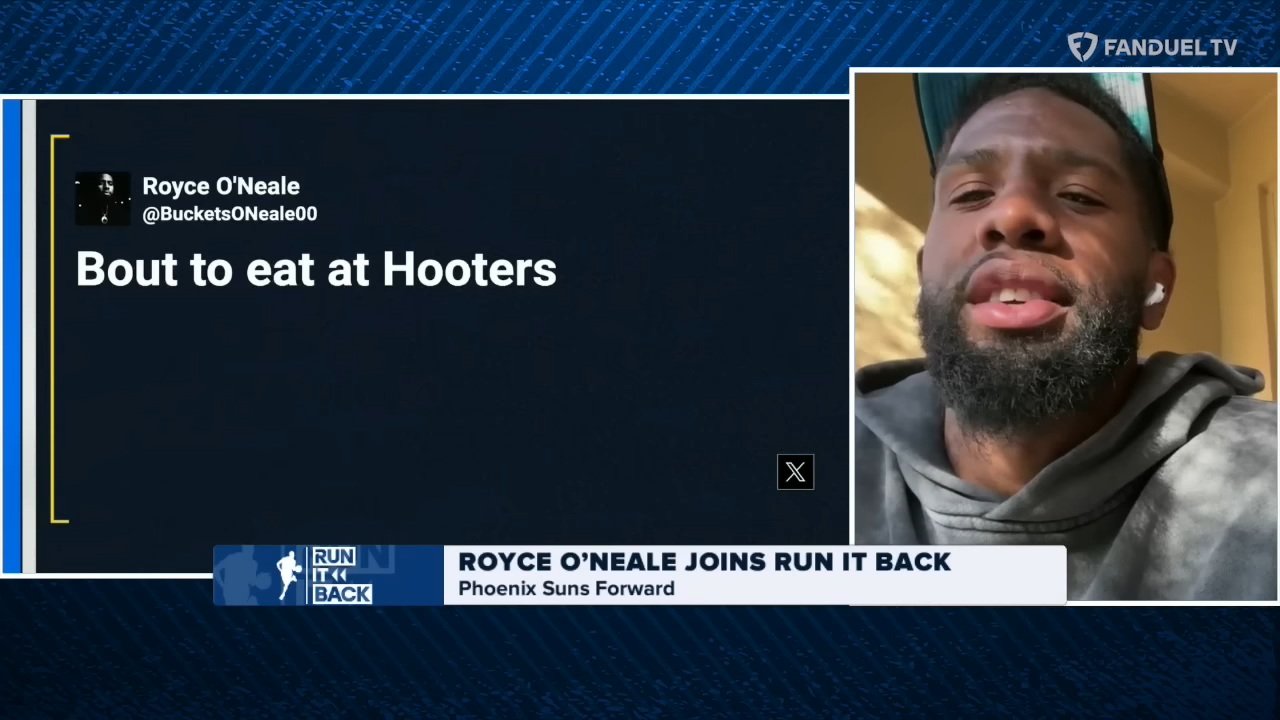 FANDUEL TV
Royce O'Neale
@BucketsONeale00
Bout to eat at Hooters
RUN
IT
BACK
ROYCE O’NEALE JOINS RUN IT BACK
Phoenix Suns Forward